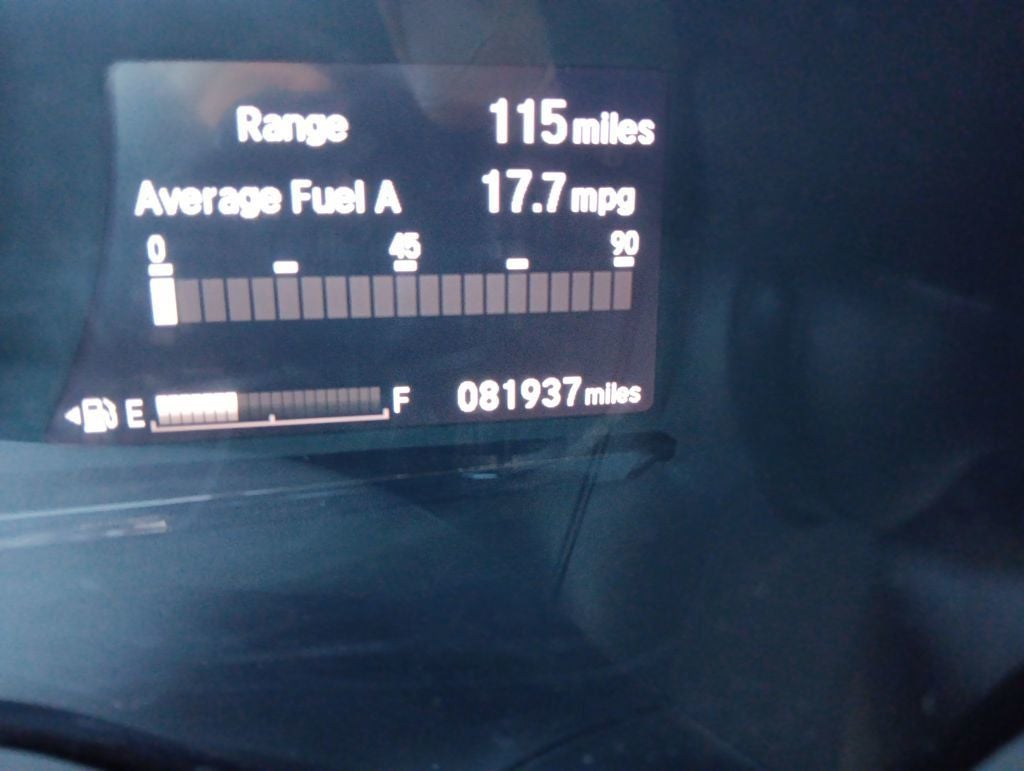 Range 115 miles
Average Fuel A 17.7 mpg
0 45 90
E F 081937 miles